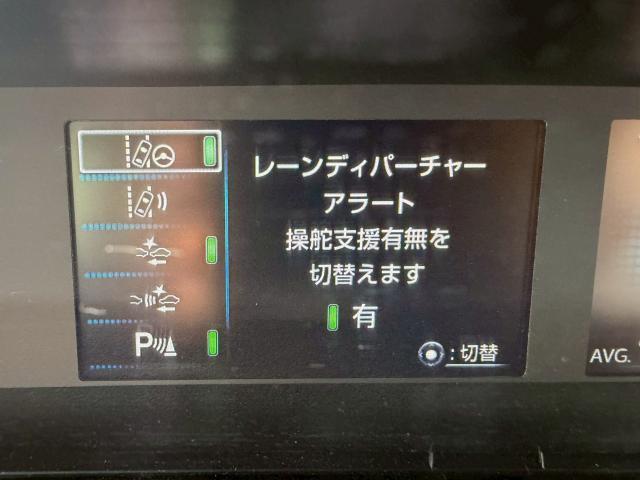 レーンディパーチャー
アラート
操舵支援有無を
切替えます
有
:切替
P
AVG.